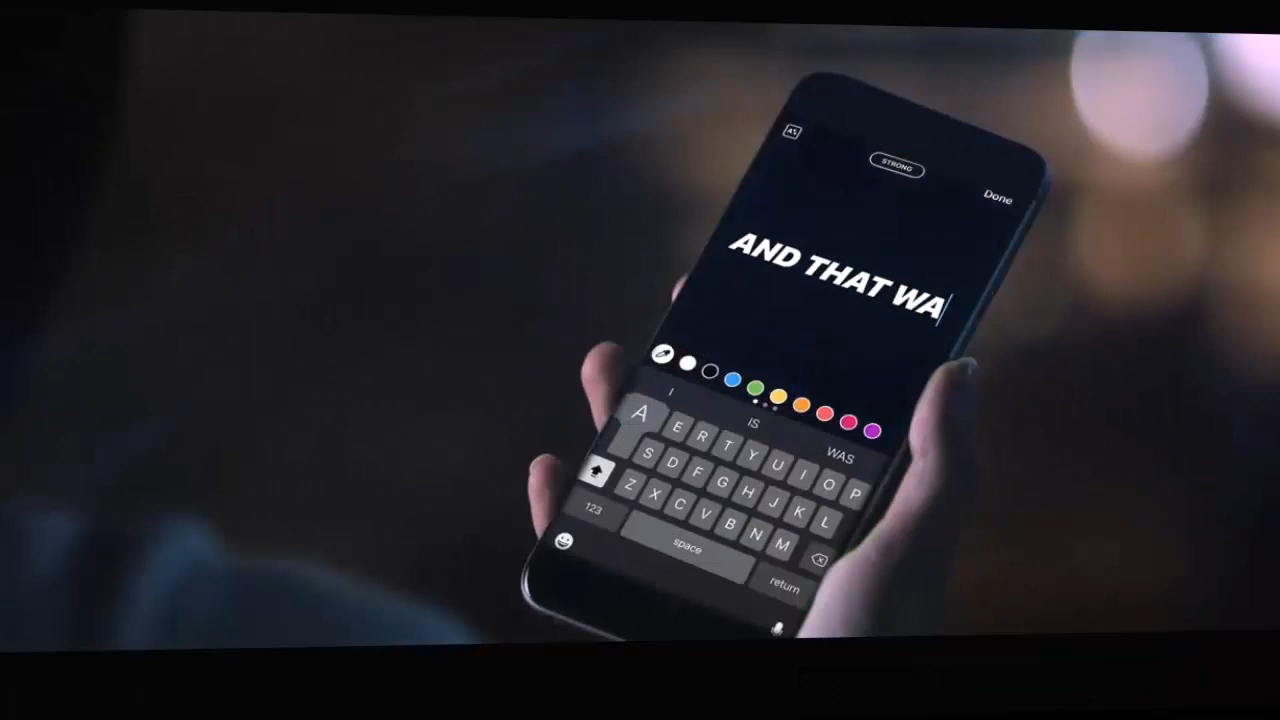 A
STRONG
Done
AND THAT WA
I IS WAS
A E R T Y U I O P
S D F G H J K L
Z X C V B N M
123 space return